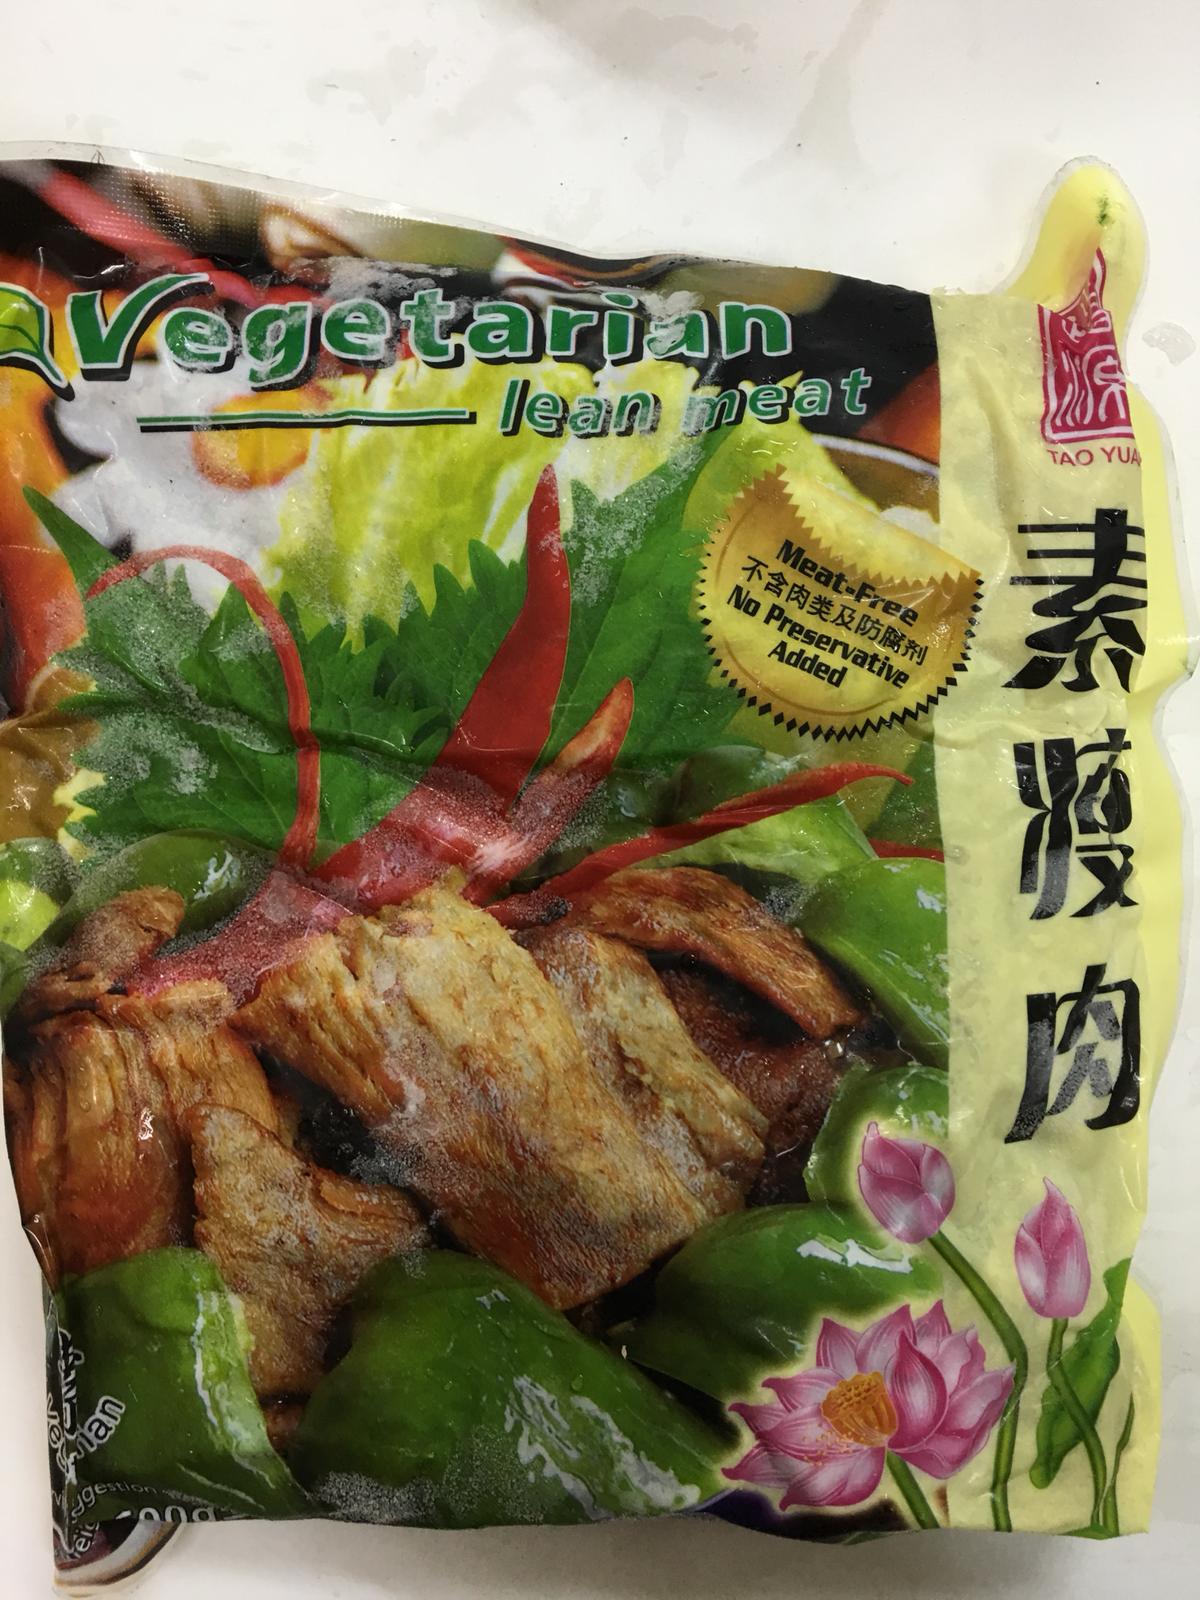 Vegetarian
lean meat
TAO YUA
素瘦肉
Meat-Free
不含肉类及防腐剂
No Preservative
Added